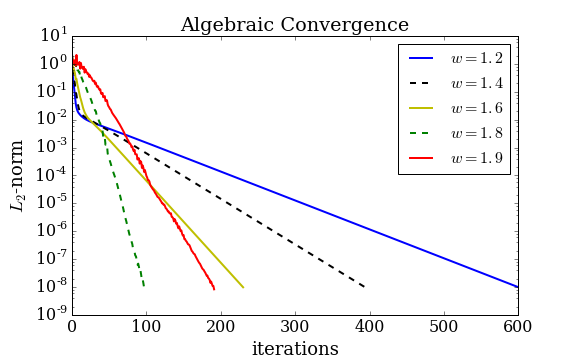 Algebraic Convergence
10^1
10^0
10^-1
10^-2
10^-3
10^-4
10^-5
10^-6
10^-7
10^-8
10^-9
L_2-norm
0 100 200 300 400 500 600
iterations
w = 1.2
w = 1.4
w = 1.6
w = 1.8
w = 1.9